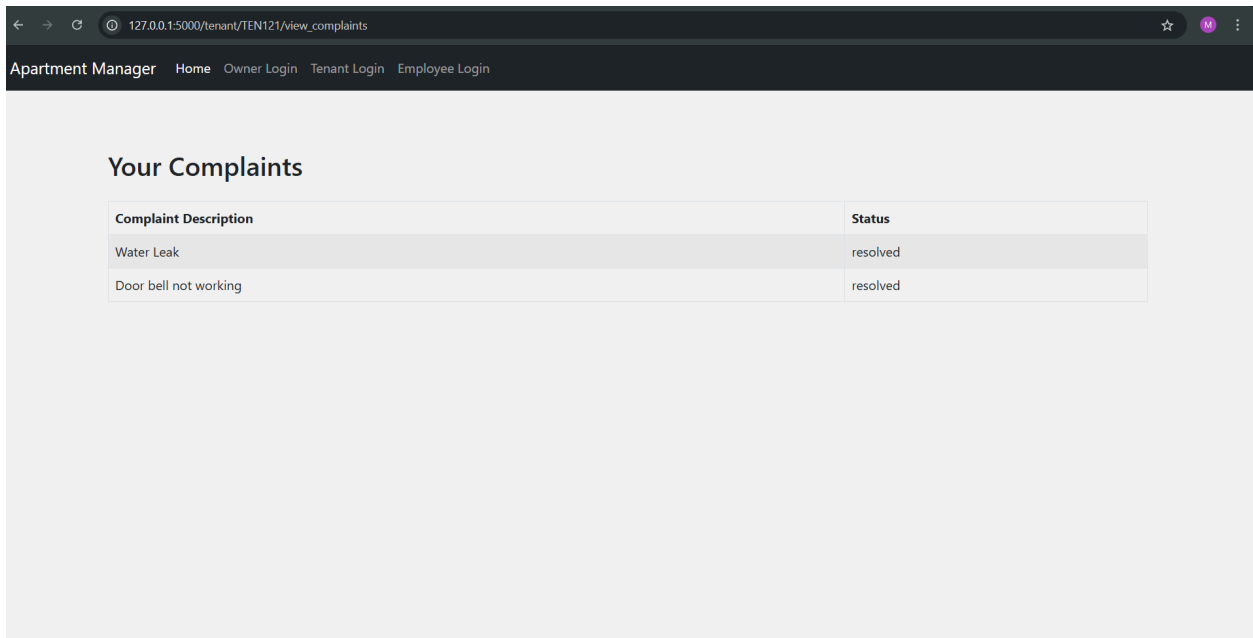 127.0.0.1:5000/tenant/TEN121/view_complaints
M
Apartment Manager Home Owner Login Tenant Login Employee Login
Your Complaints
Complaint Description Status
Water Leak resolved
Door bell not working resolved